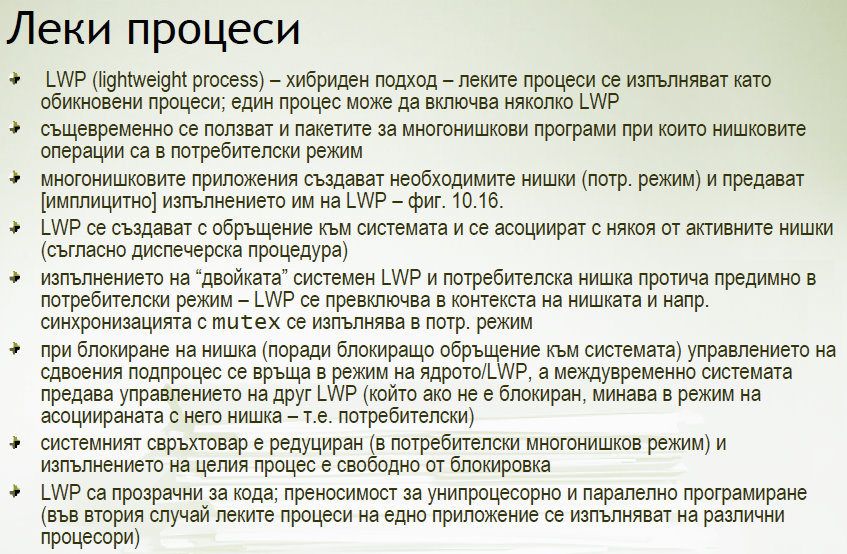 Леки процеси
LWP (lightweight process) – хибриден подход – леките процеси се изпълняват като
обикновени процеси; един процес може да включва няколко LWP
същевременно се ползват и пакетите за многонишкови програми при които нишковите
операции са в потребителски режим
многонишковите приложения създават необходимите нишки (потр. режим) и предават
[имплицитно] изпълнението им на LWP – фиг. 10.16.
LWP се създават с обръщение към системата и се асоциират с някоя от активните нишки
(съгласно диспечерска процедура)
изпълнението на “двойката” системен LWP и потребителска нишка протича предимно в
потребителски режим – LWP се превключва в контекста на нишката и напр.
синхронизацията с mutex се изпълнява в потр. режим
при блокиране на нишка (поради блокиращо обръщение към системата) управлението на
сдвоения подпроцес се връща в режим на ядрото/LWP, а междувременно системата
предава управлението на друг LWP (който ако не е блокиран, минава в режим на
асоциираната с него нишка – т.е. потребителски)
системният свръхтовар е редуциран (в потребителски многонишков режим) и
изпълнението на целия процес е свободно от блокировка
LWP са прозрачни за кода; преносимост за унипроцесорно и паралелно програмиране
(във втория случай леките процеси на едно приложение се изпълняват на различни
процесори)